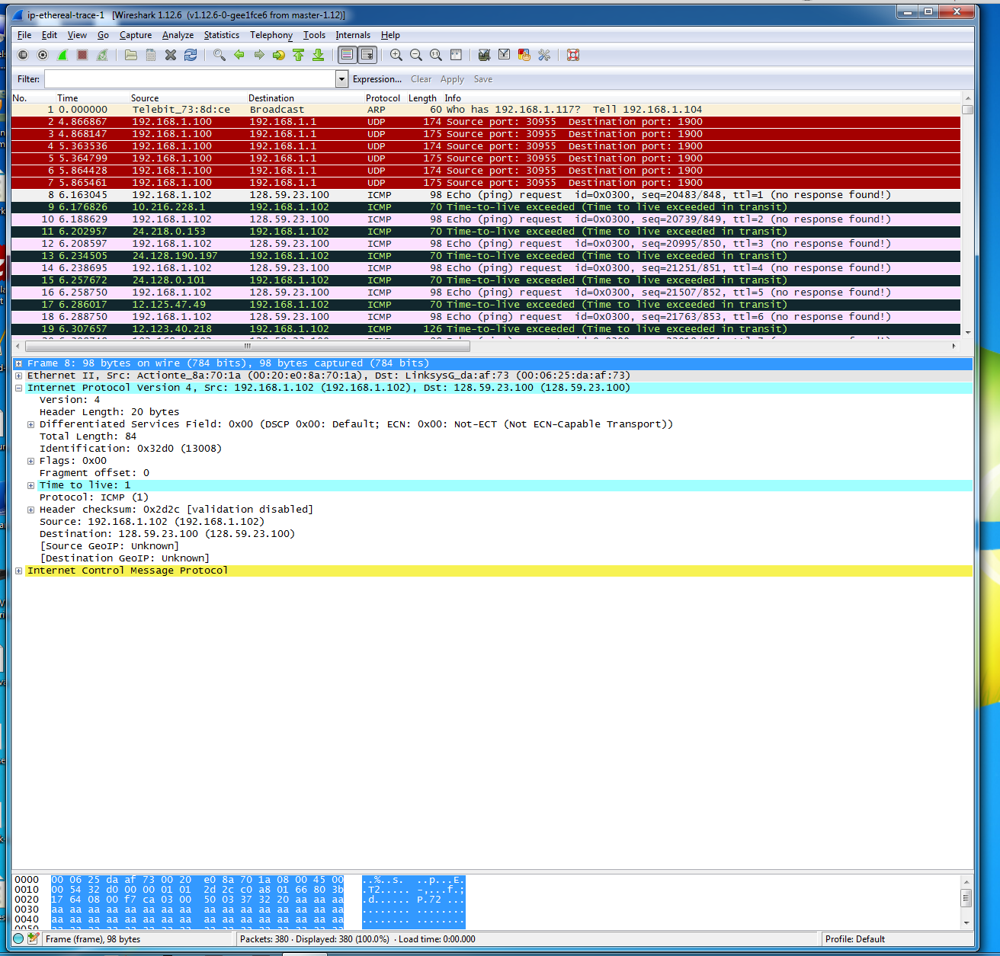 ip-ethereal-trace-1 [Wireshark 1.12.6 (v1.12.6-0-gee1fce6 from master-1.12)]
File Edit View Go Capture Analyze Statistics Telephony Tools Internals Help
Filter: Expression... Clear Apply Save
No. Time Source Destination Protocol Length Info
1 0.000000 Telebit_73:8d:ce Broadcast ARP 60 Who has 192.168.1.117? Tell 192.168.1.104
2 4.866867 192.168.1.100 192.168.1.1 UDP 174 Source port: 30955 Destination port: 1900
3 4.868147 192.168.1.100 192.168.1.1 UDP 175 Source port: 30955 Destination port: 1900
4 5.363536 192.168.1.100 192.168.1.1 UDP 174 Source port: 30955 Destination port: 1900
5 5.364799 192.168.1.100 192.168.1.1 UDP 175 Source port: 30955 Destination port: 1900
6 5.864428 192.168.1.100 192.168.1.1 UDP 174 Source port: 30955 Destination port: 1900
7 5.865461 192.168.1.100 192.168.1.1 UDP 175 Source port: 30955 Destination port: 1900
8 6.163045 192.168.1.102 128.59.23.100 ICMP 98 Echo (ping) request id=0x0300, seq=20483/848, ttl=1 (no response found!)
9 6.176826 10.216.228.1 192.168.1.102 ICMP 70 Time-to-live exceeded (Time to live exceeded in transit)
10 6.188629 192.168.1.102 128.59.23.100 ICMP 98 Echo (ping) request id=0x0300, seq=20739/849, ttl=2 (no response found!)
11 6.202957 24.218.0.153 192.168.1.102 ICMP 70 Time-to-live exceeded (Time to live exceeded in transit)
12 6.208597 192.168.1.102 128.59.23.100 ICMP 98 Echo (ping) request id=0x0300, seq=20995/850, ttl=3 (no response found!)
13 6.234505 24.128.190.197 192.168.1.102 ICMP 70 Time-to-live exceeded (Time to live exceeded in transit)
14 6.238695 192.168.1.102 128.59.23.100 ICMP 98 Echo (ping) request id=0x0300, seq=21251/851, ttl=4 (no response found!)
15 6.257672 24.128.0.101 192.168.1.102 ICMP 70 Time-to-live exceeded (Time to live exceeded in transit)
16 6.258750 192.168.1.102 128.59.23.100 ICMP 98 Echo (ping) request id=0x0300, seq=21507/852, ttl=5 (no response found!)
17 6.286017 12.125.47.49 192.168.1.102 ICMP 70 Time-to-live exceeded (Time to live exceeded in transit)
18 6.288750 192.168.1.102 128.59.23.100 ICMP 98 Echo (ping) request id=0x0300, seq=21763/853, ttl=6 (no response found!)
19 6.307657 12.123.40.218 192.168.1.102 ICMP 126 Time-to-live exceeded (Time to live exceeded in transit)
Frame 8: 98 bytes on wire (784 bits), 98 bytes captured (784 bits)
Ethernet II, Src: Actionte_8a:70:1a (00:20:e0:8a:70:1a), Dst: LinksysG_da:af:73 (00:06:25:da:af:73)
Internet Protocol Version 4, Src: 192.168.1.102 (192.168.1.102), Dst: 128.59.23.100 (128.59.23.100)
Version: 4
Header Length: 20 bytes
Differentiated Services Field: 0x00 (DSCP 0x00: Default; ECN: 0x00: Not-ECT (Not ECN-Capable Transport))
Total Length: 84
Identification: 0x32d0 (13008)
Flags: 0x00
Fragment offset: 0
Time to live: 1
Protocol: ICMP (1)
Header checksum: 0x2d2c [validation disabled]
Source: 192.168.1.102 (192.168.1.102)
Destination: 128.59.23.100 (128.59.23.100)
[Source GeoIP: Unknown]
[Destination GeoIP: Unknown]
Internet Control Message Protocol
0000 00 06 25 da af 73 00 20 e0 8a 70 1a 08 00 45 00 ..%..s. ..p...E.
0010 00 54 32 d0 00 00 01 01 2d 2c c0 a8 01 66 80 3b .T2..... -,...f.;
0020 17 64 08 00 f7 ca 03 00 50 03 37 32 20 aa aa aa .d...... P.72 ...
0030 aa aa aa aa aa aa aa aa aa aa aa aa aa aa aa aa ........ ........
0040 aa aa aa aa aa aa aa aa aa aa aa aa aa aa aa aa ........ ........
Frame (frame), 98 bytes Packets: 380 · Displayed: 380 (100.0%) · Load time: 0:00.000 Profile: Default